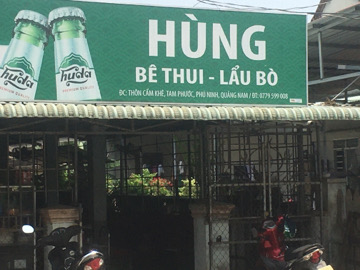 HÙNG
BÊ THUI - LẨU BÒ
ĐC: THÔN CẨM KHÊ, TAM PHƯỚC, PHÚ NINH, QUẢNG NAM / ĐT: 0779 599 008
huda
huda